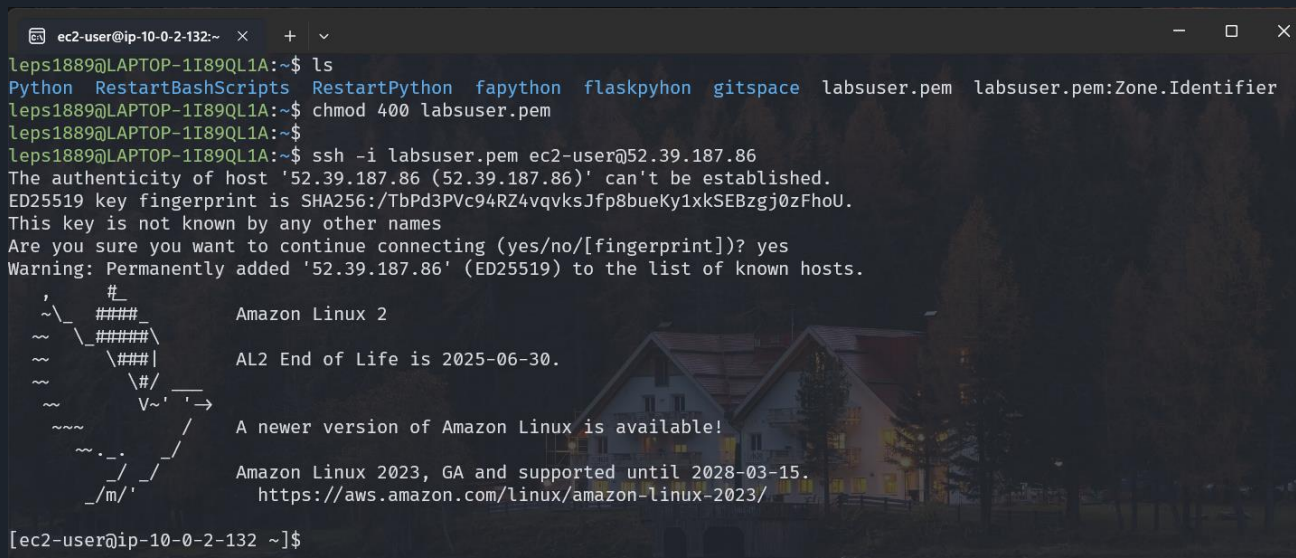 ec2-user@ip-10-0-2-132:~
leps1889@LAPTOP-1I89QL1A:~$ ls
Python  RestartBashScripts  RestartPython  fapython  flaskpyhon  gitspace  labsuser.pem  labsuser.pem:Zone.Identifier
leps1889@LAPTOP-1I89QL1A:~$ chmod 400 labsuser.pem
leps1889@LAPTOP-1I89QL1A:~$
leps1889@LAPTOP-1I89QL1A:~$ ssh -i labsuser.pem ec2-user@52.39.187.86
The authenticity of host '52.39.187.86 (52.39.187.86)' can't be established.
ED25519 key fingerprint is SHA256:/TbPd3PVc94RZ4vqvksJfp8bueKy1xkSEBzgj0zFhoU.
This key is not known by any other names
Are you sure you want to continue connecting (yes/no/[fingerprint])? yes
Warning: Permanently added '52.39.187.86' (ED25519) to the list of known hosts.
   ,     #_
   ~\_  ####_        Amazon Linux 2
  ~~  \_#####\
  ~~     \###|       AL2 End of Life is 2025-06-30.
  ~~       \#/ ___
   ~~       V~' '->
    ~~~         /    A newer version of Amazon Linux is available!
      ~~._.   _/
         _/ _/       Amazon Linux 2023, GA and supported until 2028-03-15.
       _/m/'           https://aws.amazon.com/linux/amazon-linux-2023/
[ec2-user@ip-10-0-2-132 ~]$